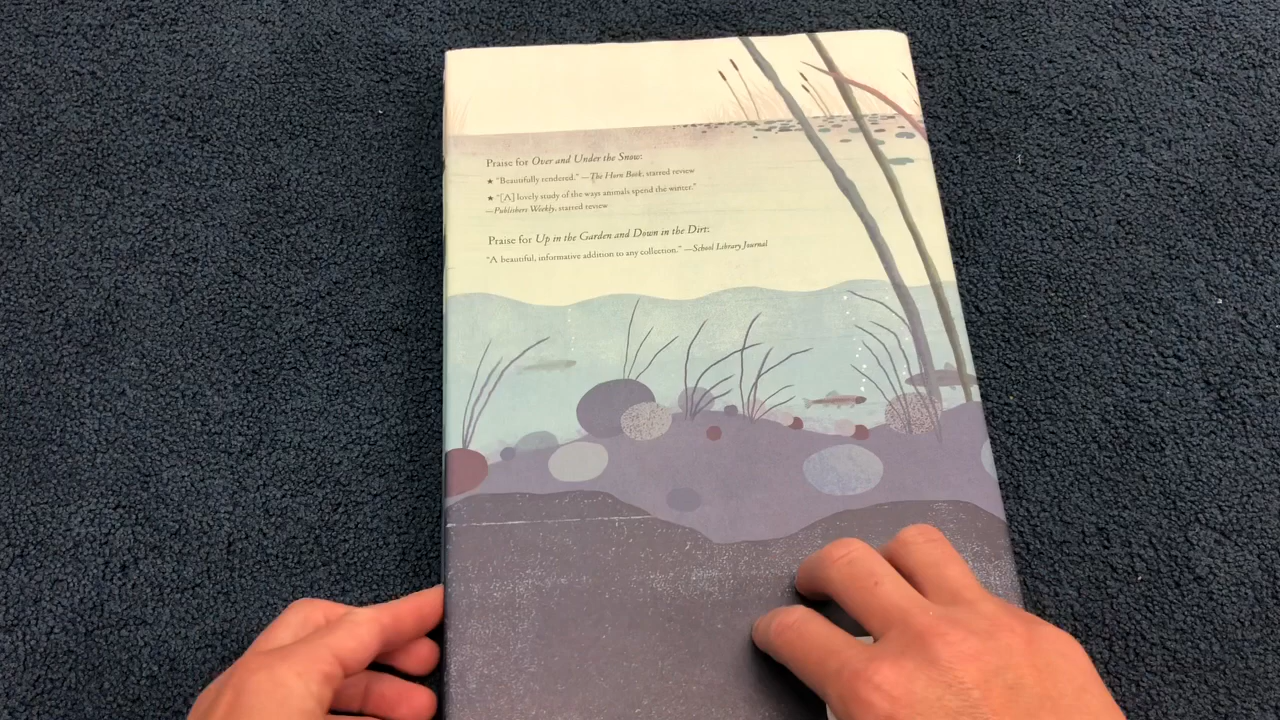 Praise for Over and Under the Snow:
★ "Beautifully rendered." —The Horn Book, starred review
★ "[A] lovely study of the ways animals spend the winter."
—Publishers Weekly, starred review
Praise for Up in the Garden and Down in the Dirt:
"A beautiful, informative addition to any collection." —School Library Journal